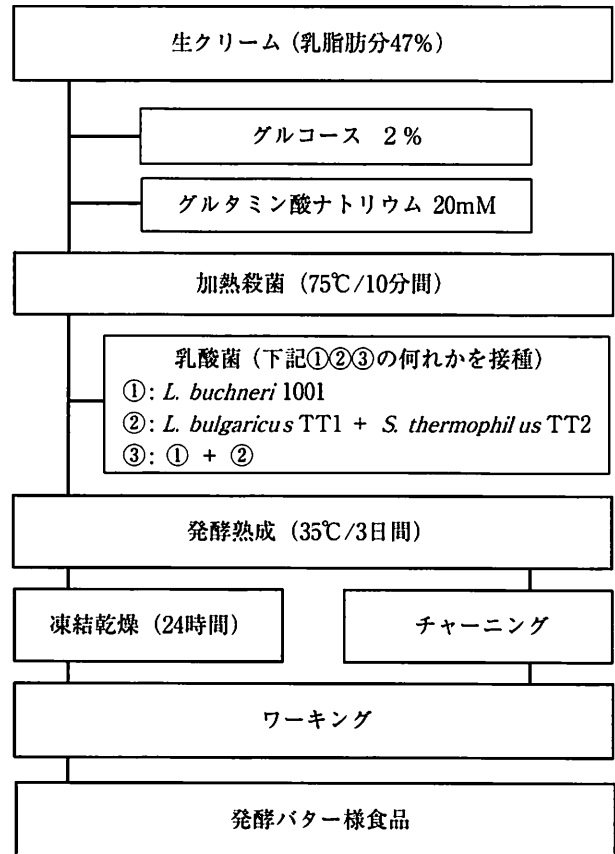 生クリーム（乳脂肪分47%）
グルコース 2%
グルタミン酸ナトリウム 20mM
加熱殺菌（75℃/10分間）
乳酸菌（下記①②③の何れかを接種）
①: L. buchneri 1001
②: L. bulgaricus TT1 + S. thermophilus TT2
③: ① + ②
発酵熟成（35℃/3日間）
凍結乾燥（24時間）
チャーニング
ワーキング
発酵バター様食品